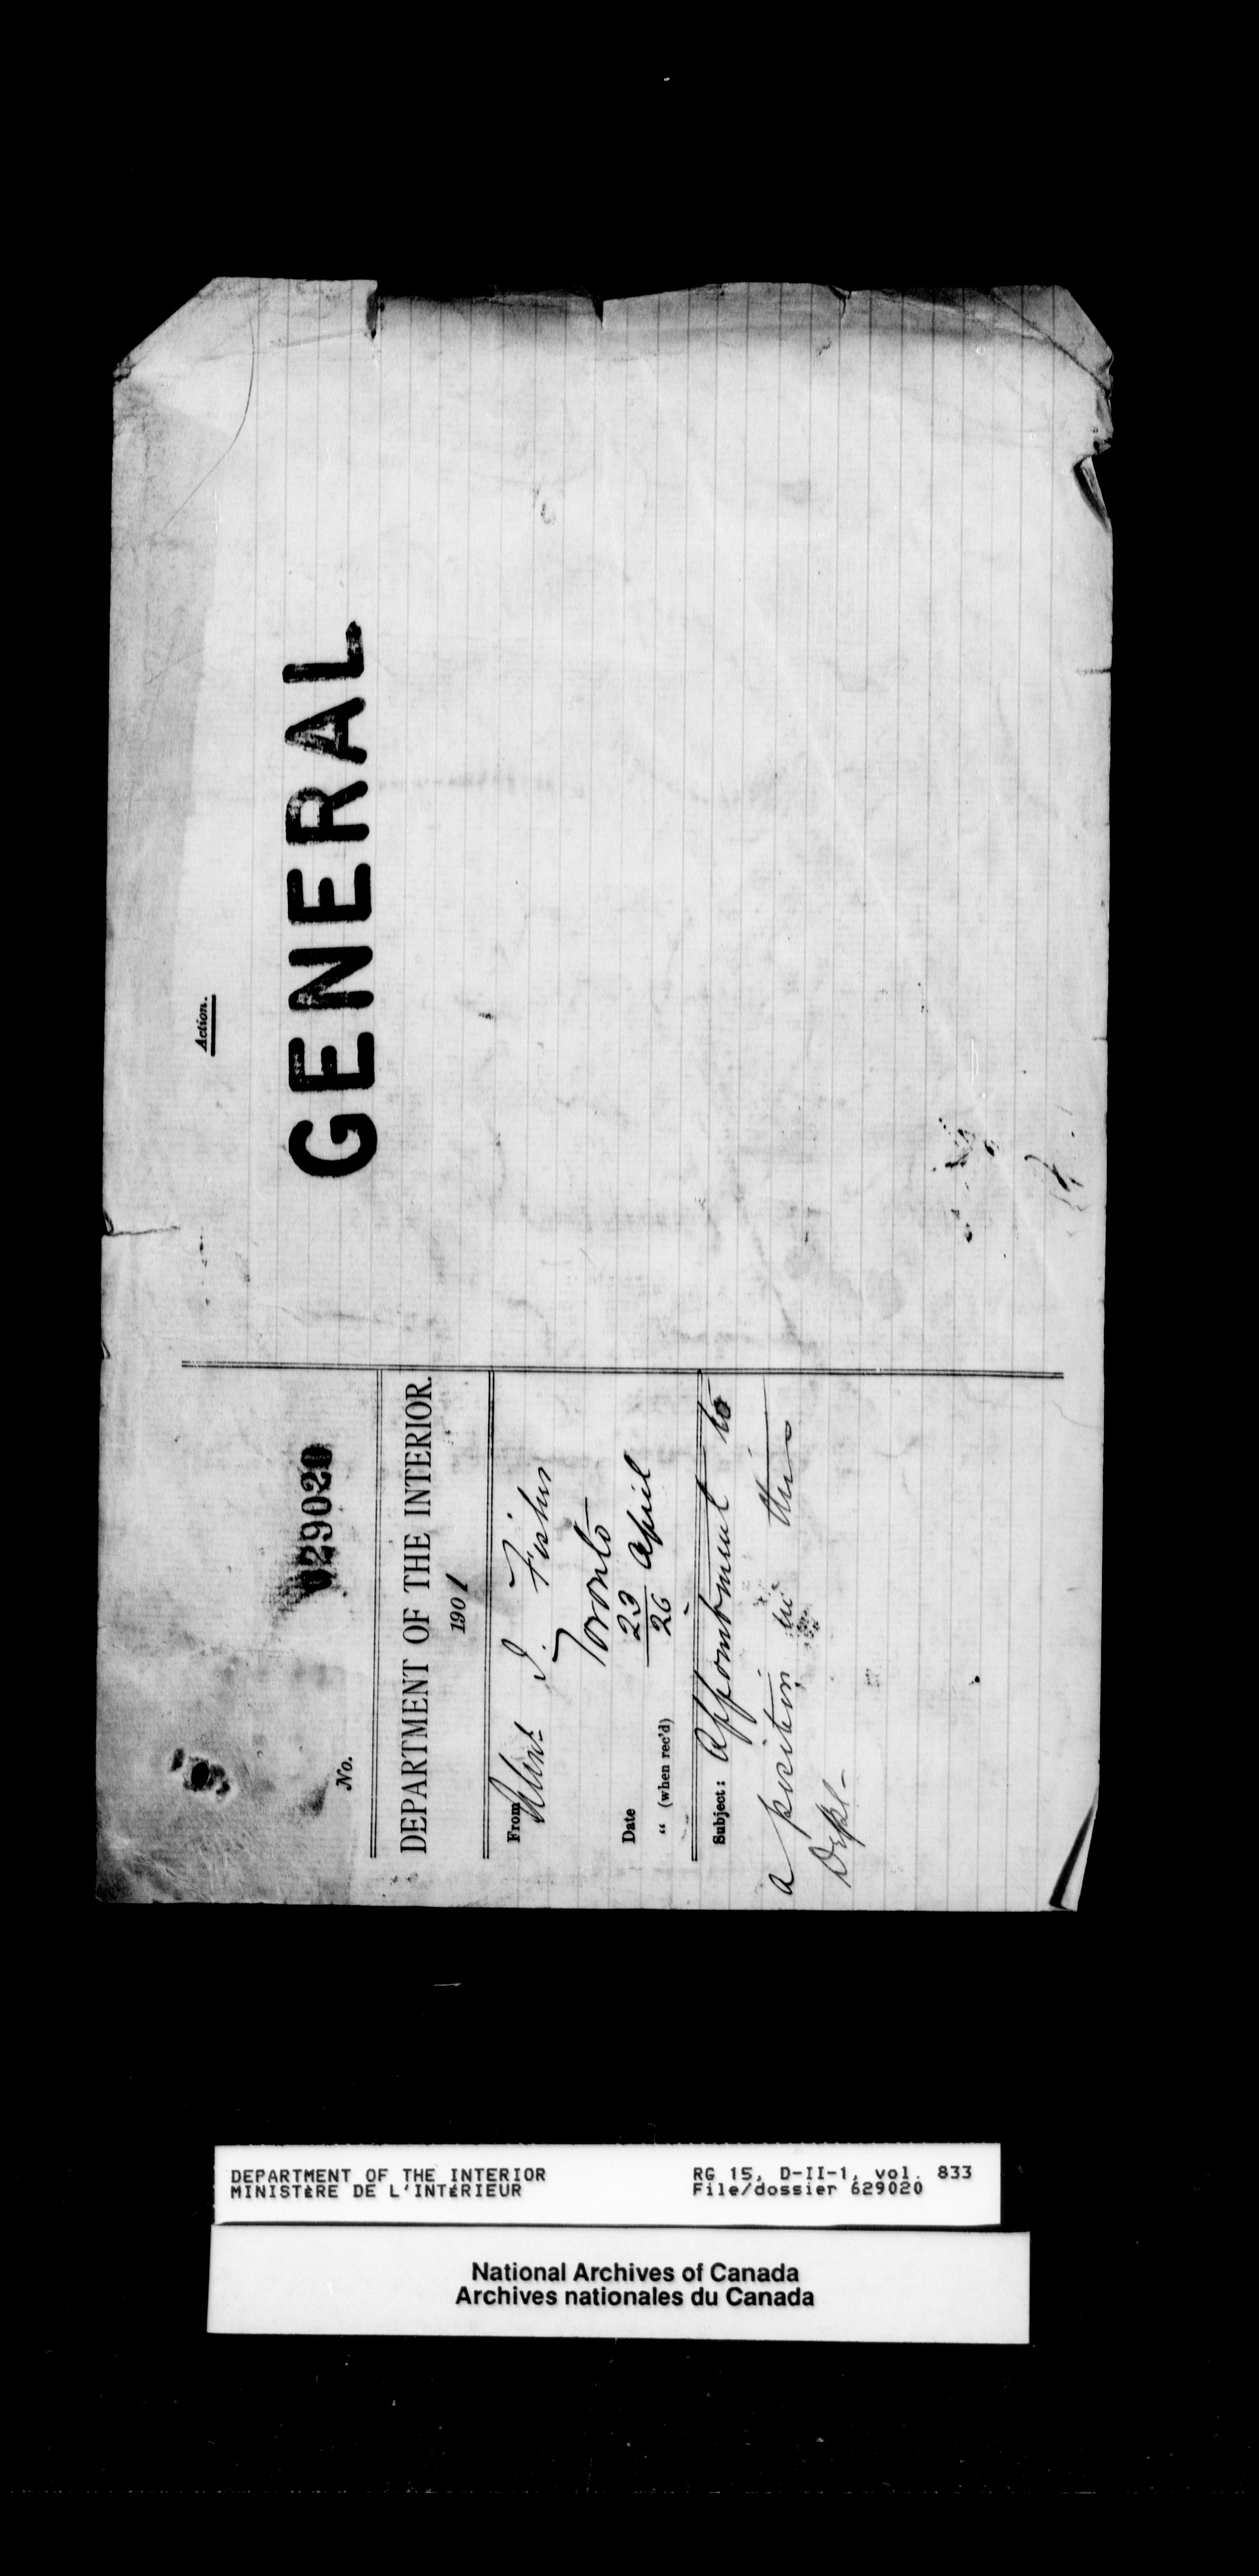 Action.
GENERAL
No. 629020
DEPARTMENT OF THE INTERIOR.
1901
From
Robert I. Fisher
Toronto
Date 23 April
" (when rec'd) 26
Subject: Appointment to
a position in this
Dept-
DEPARTMENT OF THE INTERIOR
MINISTÈRE DE L'INTÉRIEUR
RG 15, D-II-1, vol. 833
File/dossier 629020
National Archives of Canada
Archives nationales du Canada